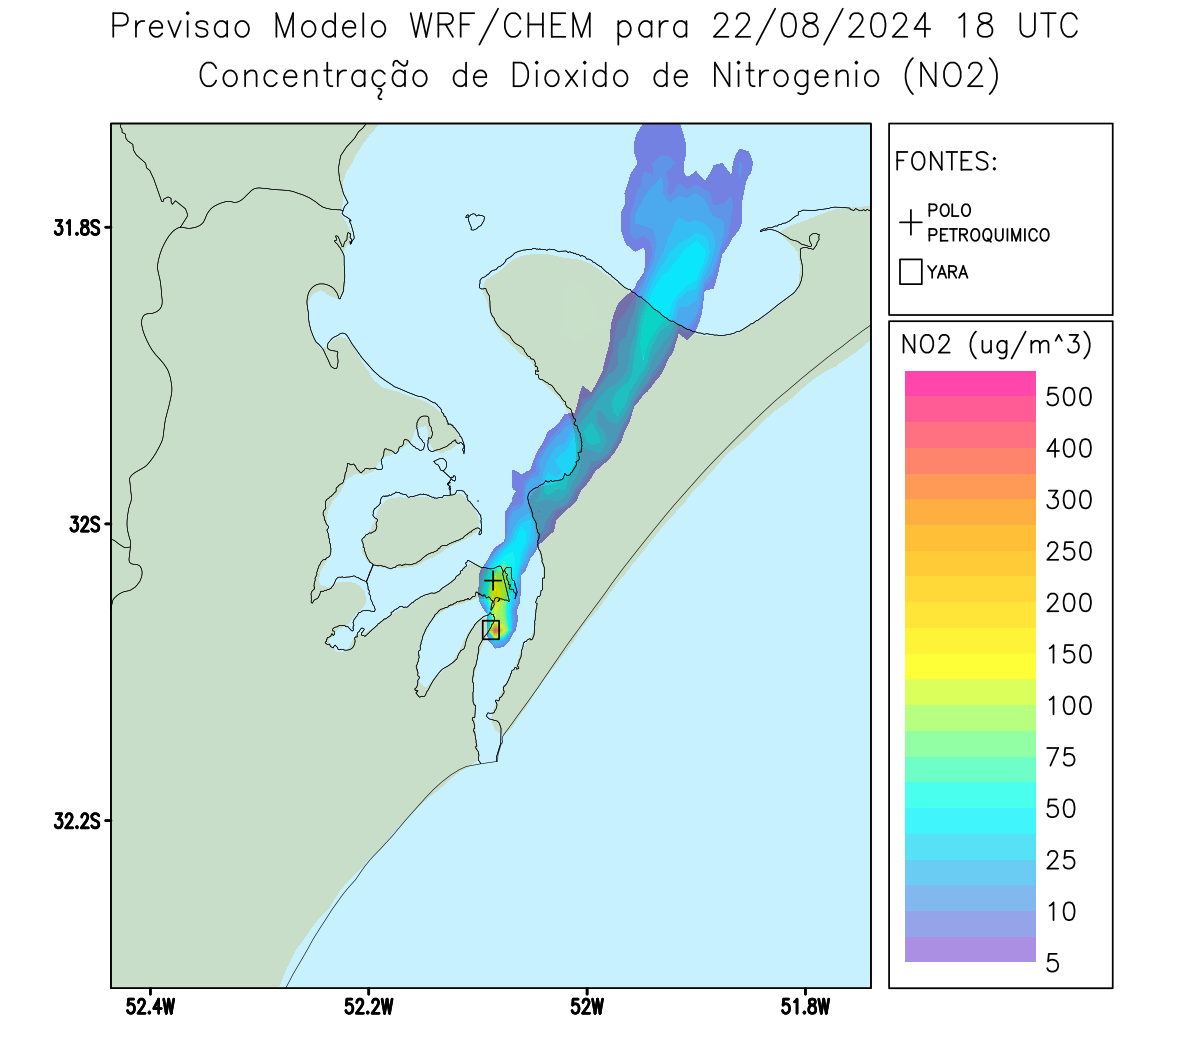 Previsao Modelo WRF/CHEM para 22/08/2024 18 UTC
Concentração de Dioxido de Nitrogenio (NO2)
FONTES:
POLO
PETROQUIMICO
YARA
NO2 (ug/m^3)
500
400
300
250
200
150
100
75
50
25
10
5
31.8S
32S
32.2S
52.4W
52.2W
52W
51.8W